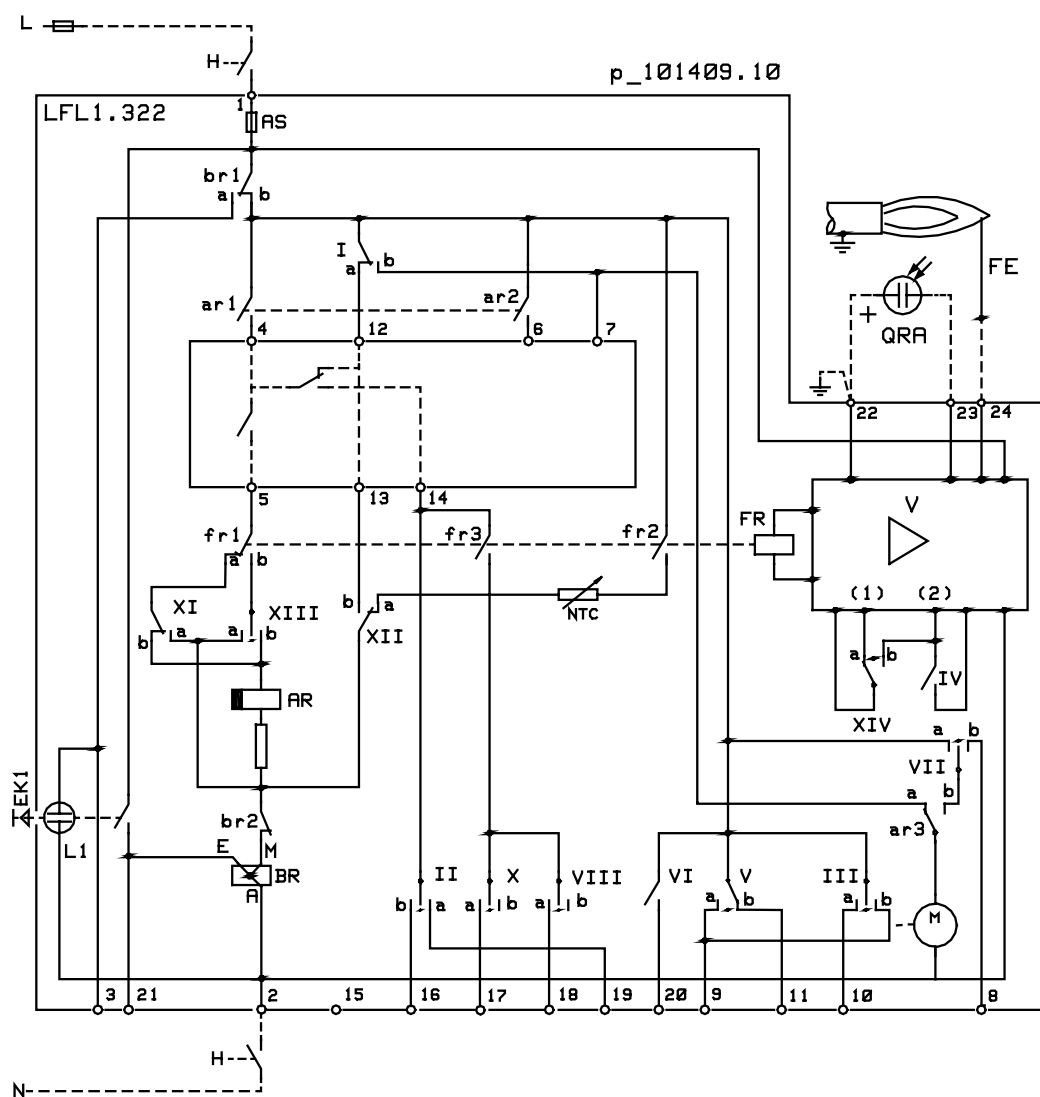 L
H
p_101409.10
1
LFL1.322
AS
br1
a b
I
a b
FE
ar1
ar2
+
QRA
4 12 6 7
22 23 24
5 13 14
V
FR
fr1
fr3
fr2
a b
(1) (2)
XI
XIII
b a
NTC
XII
b a a b
a b
IV
AR
XIV
a b
VII
EK1
a b
br2
ar3
L1
E M
BR
A
II X VIII VI V III
b a a b a b a b a b
M
3 21 2 15 16 17 18 19 20 9 11 10 8
H
N